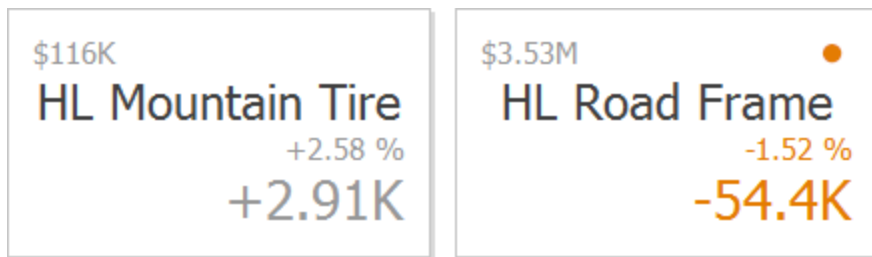 $116K
HL Mountain Tire
+2.58 %
+2.91K
$3.53M
HL Road Frame
-1.52 %
-54.4K